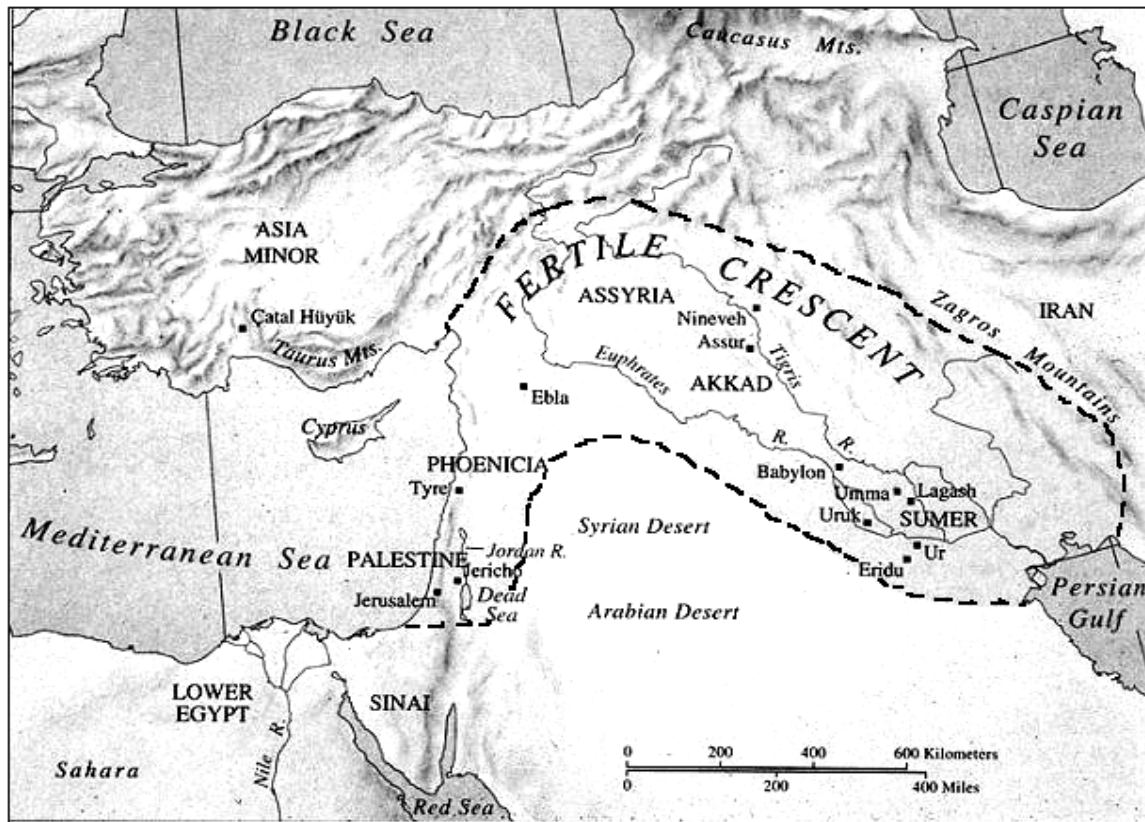 Black Sea
Caucasus Mts.
Caspian
Sea
ASIA
MINOR
FERTILE CRESCENT
ASSYRIA
Zagros
Mountains
IRAN
Çatal Hüyük
Nineveh
Taurus Mts.
Assur
Tigris
R.
Euphrates
R.
AKKAD
Ebla
Cyprus
PHOENICIA
Babylon
Tyre
Umma
Lagash
Uruk
SUMER
Mediterranean Sea
Syrian Desert
PALESTINE
Jordan R.
Jericho
Ur
Eridu
Jerusalem
Dead
Sea
Arabian Desert
Persian
Gulf
LOWER
EGYPT
SINAI
Nile R.
Sahara
Red Sea
0 200 400 600 Kilometers
0 200 400 Miles